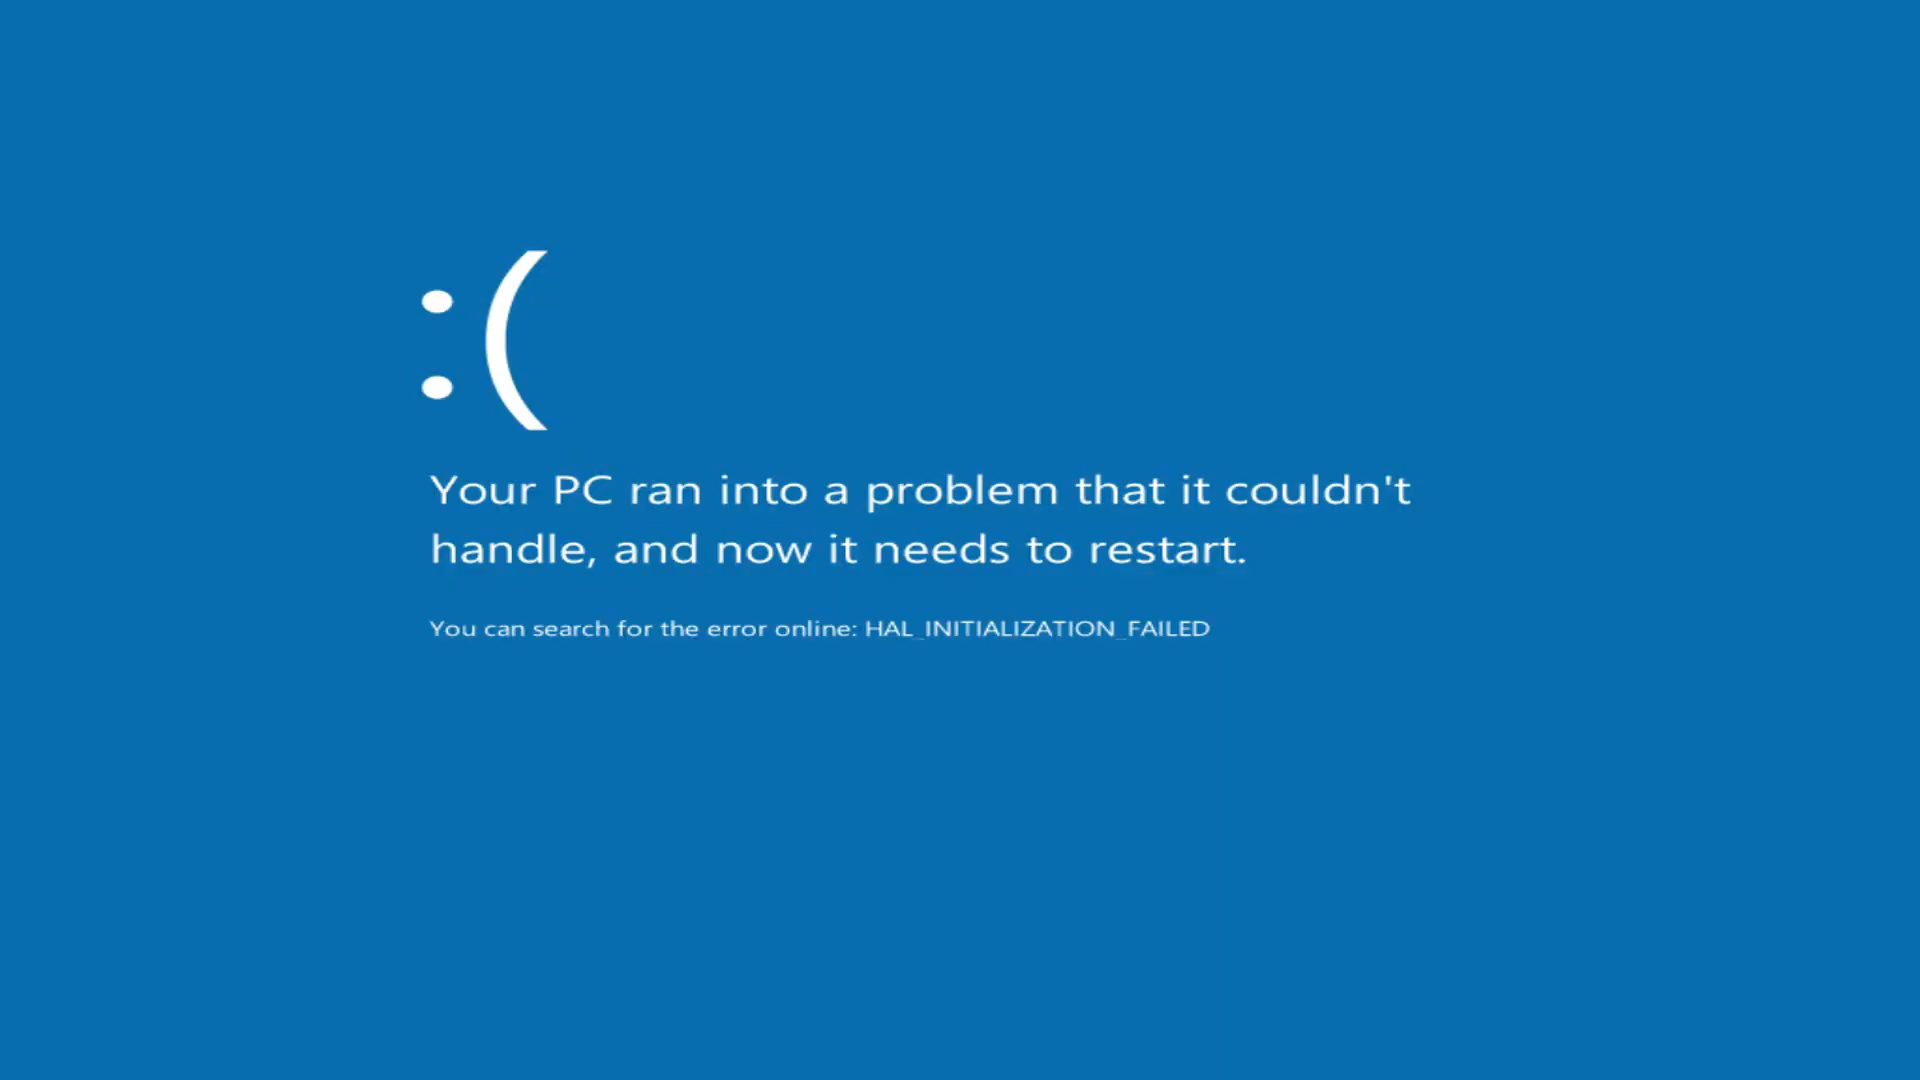 :(
Your PC ran into a problem that it couldn't
handle, and now it needs to restart.
You can search for the error online: HAL_INITIALIZATION_FAILED